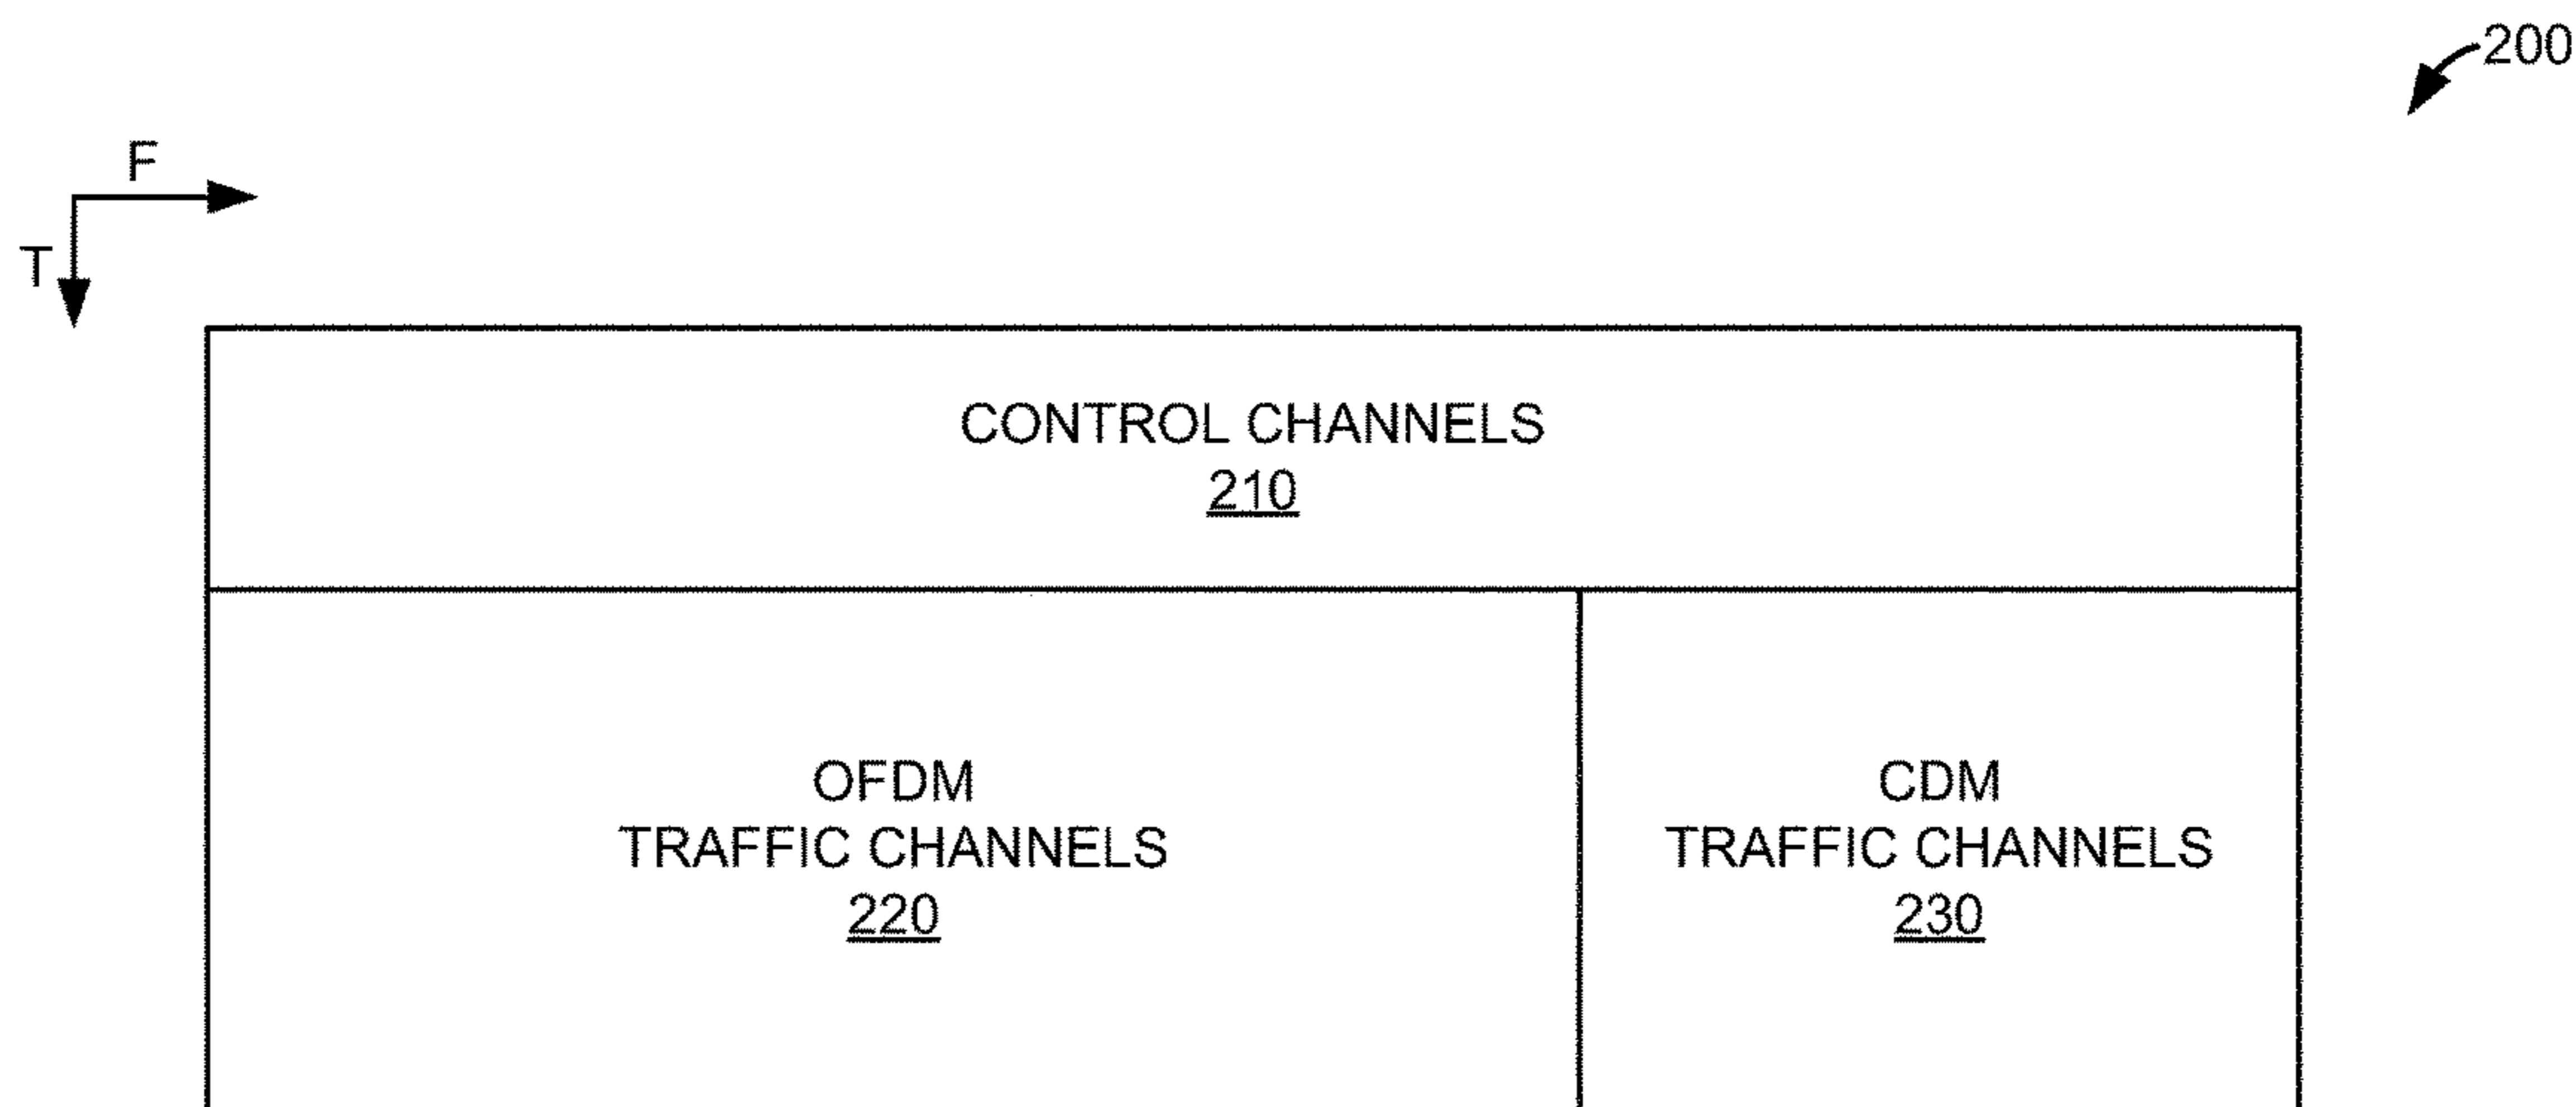 200
F
T
CONTROL CHANNELS
210
OFDM
TRAFFIC CHANNELS
220
CDM
TRAFFIC CHANNELS
230